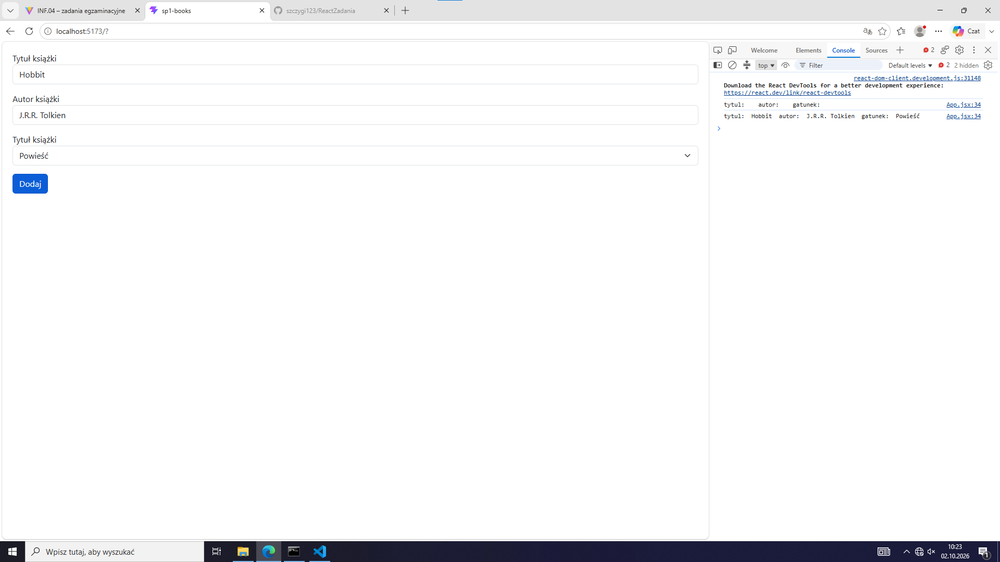 INF.04 – zadania egzaminacyjne
sp1-books
szczygi123/ReactZadania
localhost:5173/?
Czat
Tytuł książki
Hobbit
Autor książki
J.R.R. Tolkien
Tytuł książki
Powieść
Dodaj
Welcome
Elements
Console
Sources
2
top
Filter
Default levels
2
2 hidden
react-dom-client.development.js:31148
Download the React DevTools for a better development experience:
https://react.dev/link/react-devtools
tytul: autor: gatunek: App.jsx:34
tytul: Hobbit autor: J.R.R. Tolkien gatunek: Powieść App.jsx:34
Wpisz tutaj, aby wyszukać
10:23
02.10.2026
1